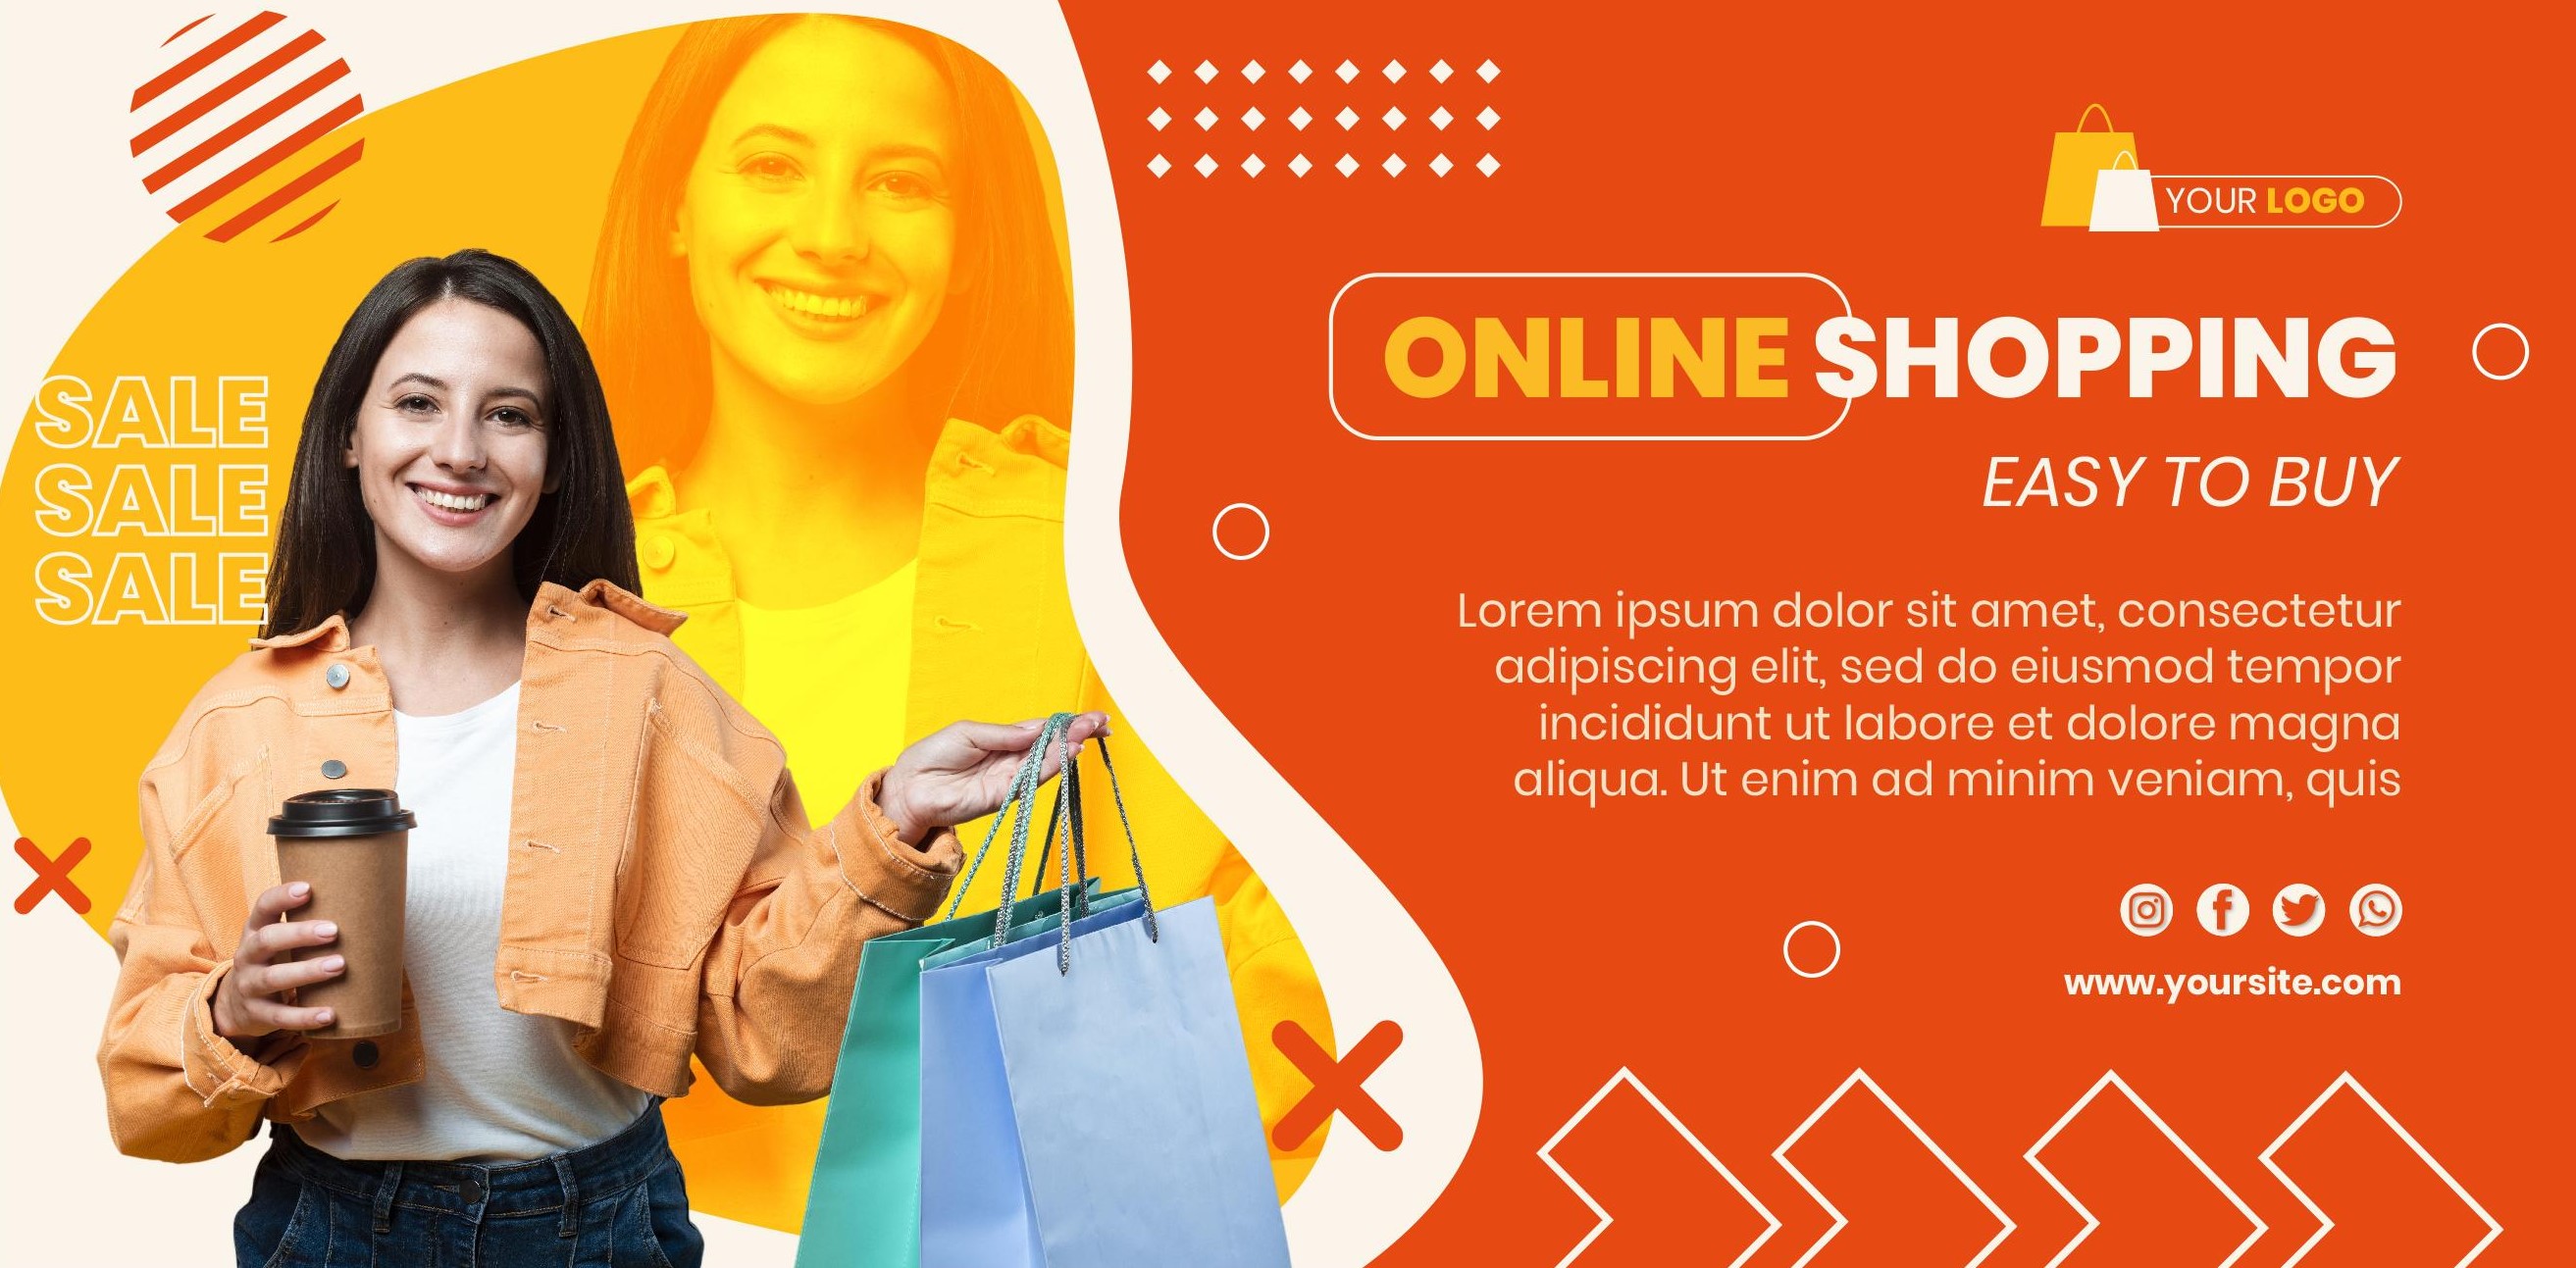 SALE
SALE
SALE
YOUR LOGO
ONLINE SHOPPING
EASY TO BUY
Lorem ipsum dolor sit amet, consectetur
adipiscing elit, sed do eiusmod tempor
incididunt ut labore et dolore magna
aliqua. Ut enim ad minim veniam, quis
www.yoursite.com